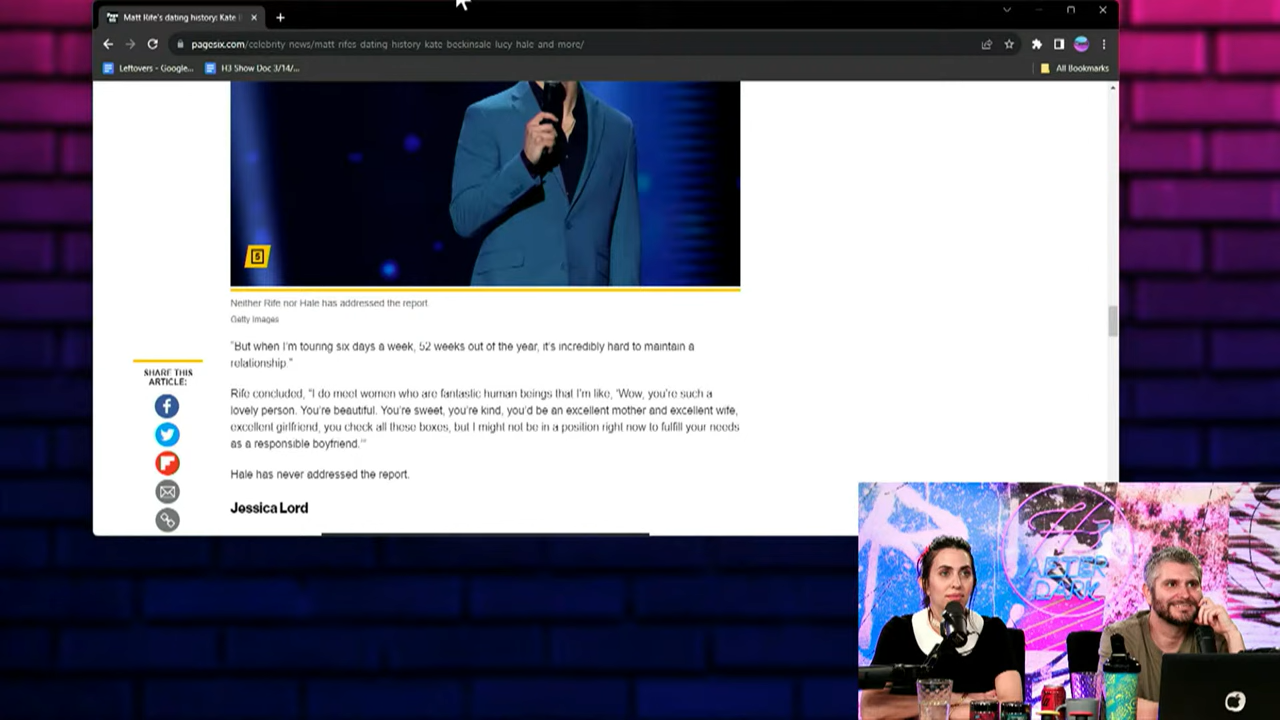 Matt Rife's dating history: Kate
pagesix.com/celebrity-news/matt-rifes-dating-history-kate-beckinsale-lucy-hale-and-more/
Leftovers - Google...
H3 Show Doc 3/14/...
All Bookmarks
Neither Rife nor Hale has addressed the report.
Getty Images
"But when I'm touring six days a week, 52 weeks out of the year, it's incredibly hard to maintain a
relationship."
SHARE THIS
ARTICLE:
Rife concluded, "I do meet women who are fantastic human beings that I'm like, 'Wow, you're such a
lovely person. You're beautiful. You're sweet, you're kind, you'd be an excellent mother and excellent wife,
excellent girlfriend, you check all these boxes, but I might not be in a position right now to fulfill your needs
as a responsible boyfriend.'"
Hale has never addressed the report.
Jessica Lord
H3
AFTER
DARK